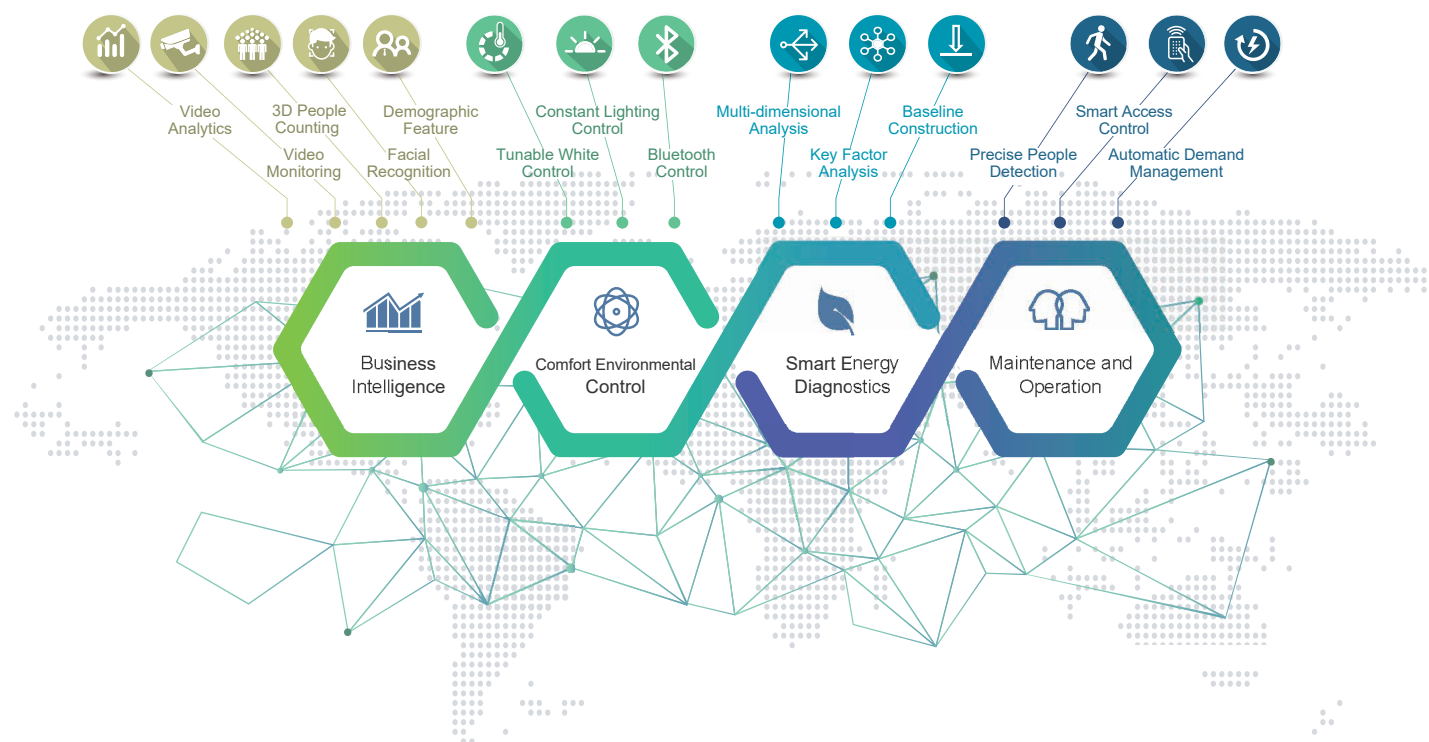 Video
Analytics
3D People
Counting
Demographic
Feature
Video
Monitoring
Facial
Recognition
Constant Lighting
Control
Tunable White
Control
Bluetooth
Control
Multi-dimensional
Analysis
Baseline
Construction
Key Factor
Analysis
Smart Access
Control
Precise People
Detection
Automatic Demand
Management
Business
Intelligence
Comfort Environmental
Control
Smart Energy
Diagnostics
Maintenance and
Operation